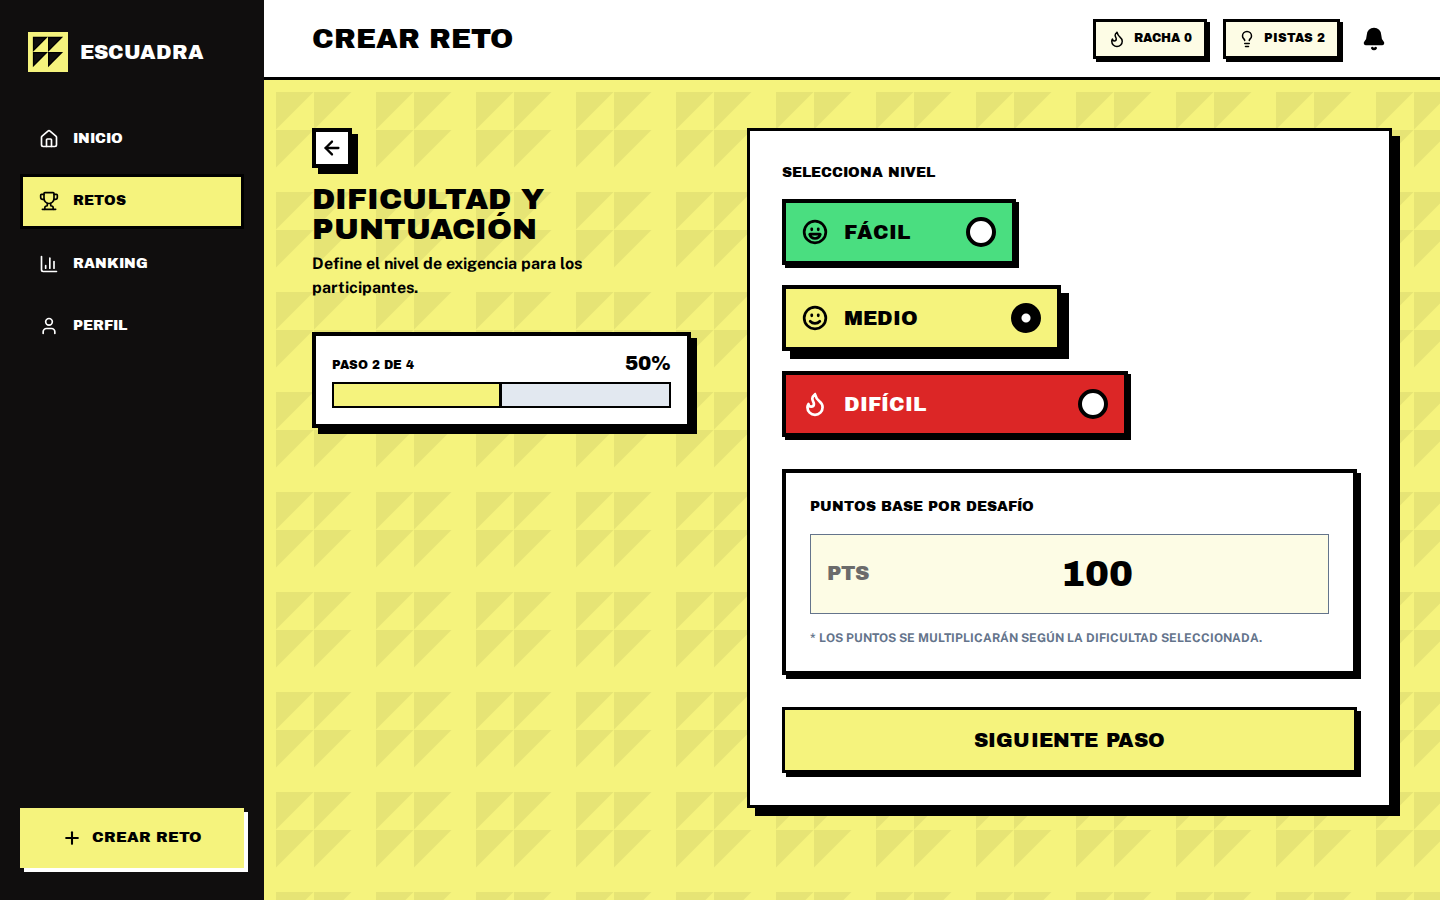 ESCUADRA
INICIO
RETOS
RANKING
PERFIL
CREAR RETO
CREAR RETO
RACHA 0
PISTAS 2
DIFICULTAD Y
PUNTUACIÓN
Define el nivel de exigencia para los
participantes.
PASO 2 DE 4
50%
SELECCIONA NIVEL
FÁCIL
MEDIO
DIFÍCIL
PUNTOS BASE POR DESAFÍO
PTS
100
* LOS PUNTOS SE MULTIPLICARÁN SEGÚN LA DIFICULTAD SELECCIONADA.
SIGUIENTE PASO